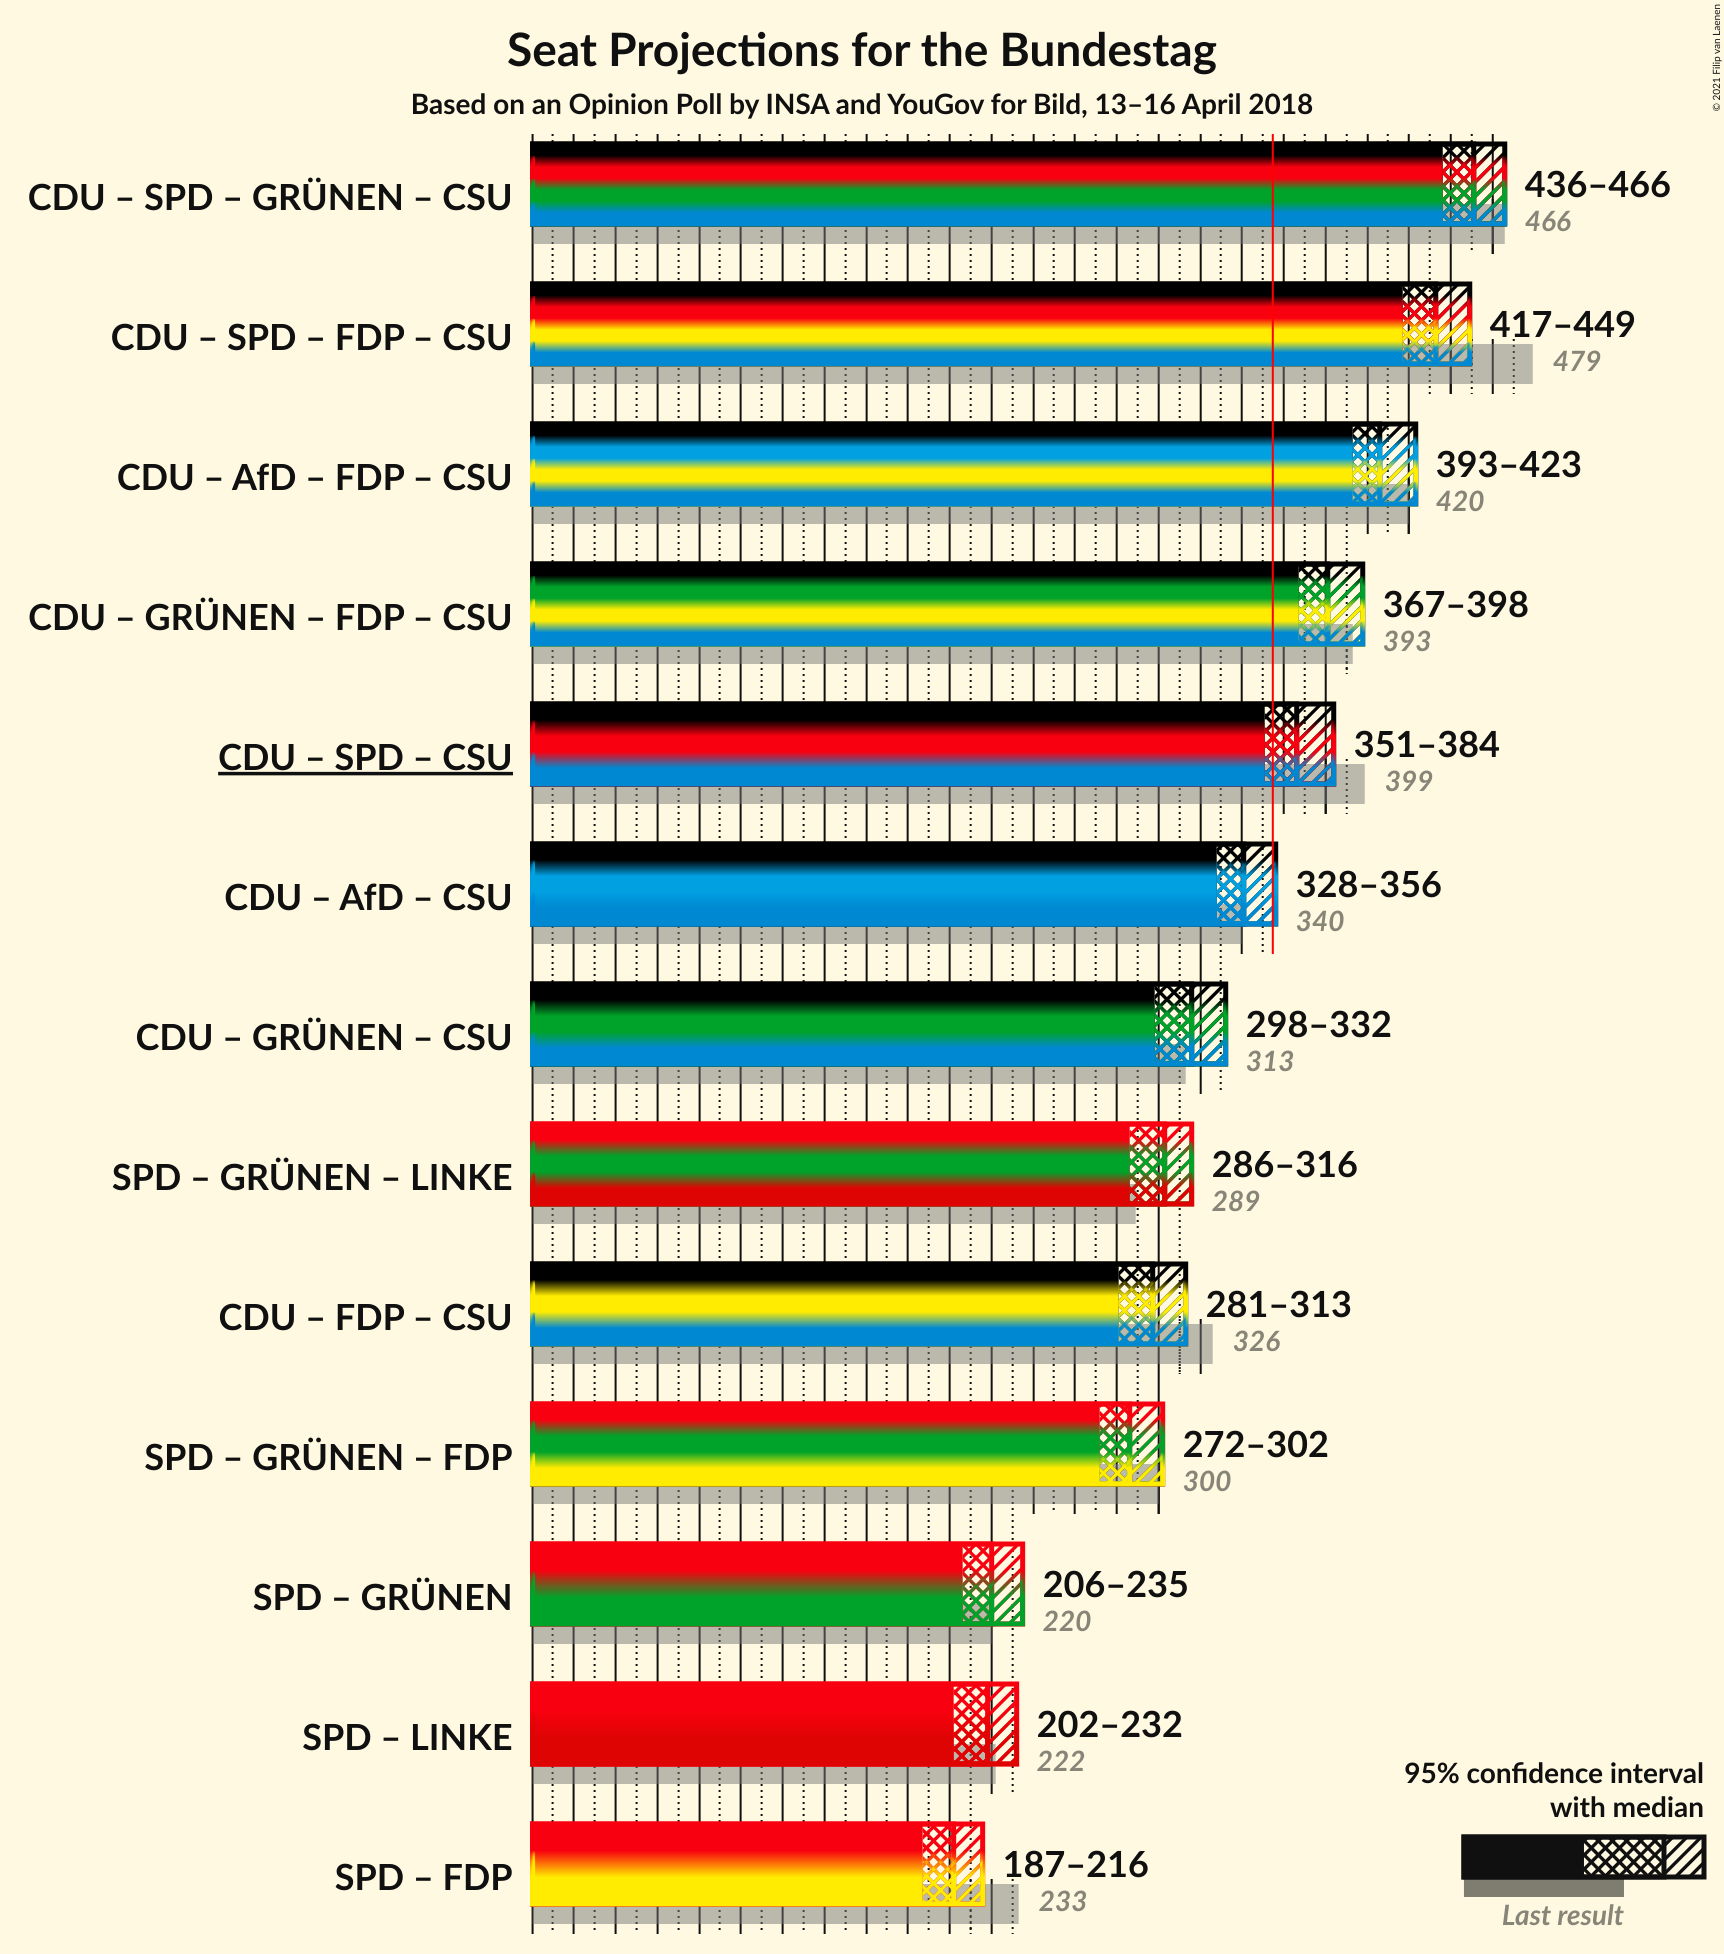 Seat Projections for the Bundestag
Based on an Opinion Poll by INSA and YouGov for Bild, 13–16 April 2018
© 2021 Filip van Laenen
CDU – SPD – GRÜNEN – CSU
436–466
466
CDU – SPD – FDP – CSU
417–449
479
CDU – AfD – FDP – CSU
393–423
420
CDU – GRÜNEN – FDP – CSU
367–398
393
CDU – SPD – CSU
351–384
399
CDU – AfD – CSU
328–356
340
CDU – GRÜNEN – CSU
298–332
313
SPD – GRÜNEN – LINKE
286–316
289
CDU – FDP – CSU
281–313
326
SPD – GRÜNEN – FDP
272–302
300
SPD – GRÜNEN
206–235
220
SPD – LINKE
202–232
222
SPD – FDP
187–216
233
95% confidence interval
with median
Last result